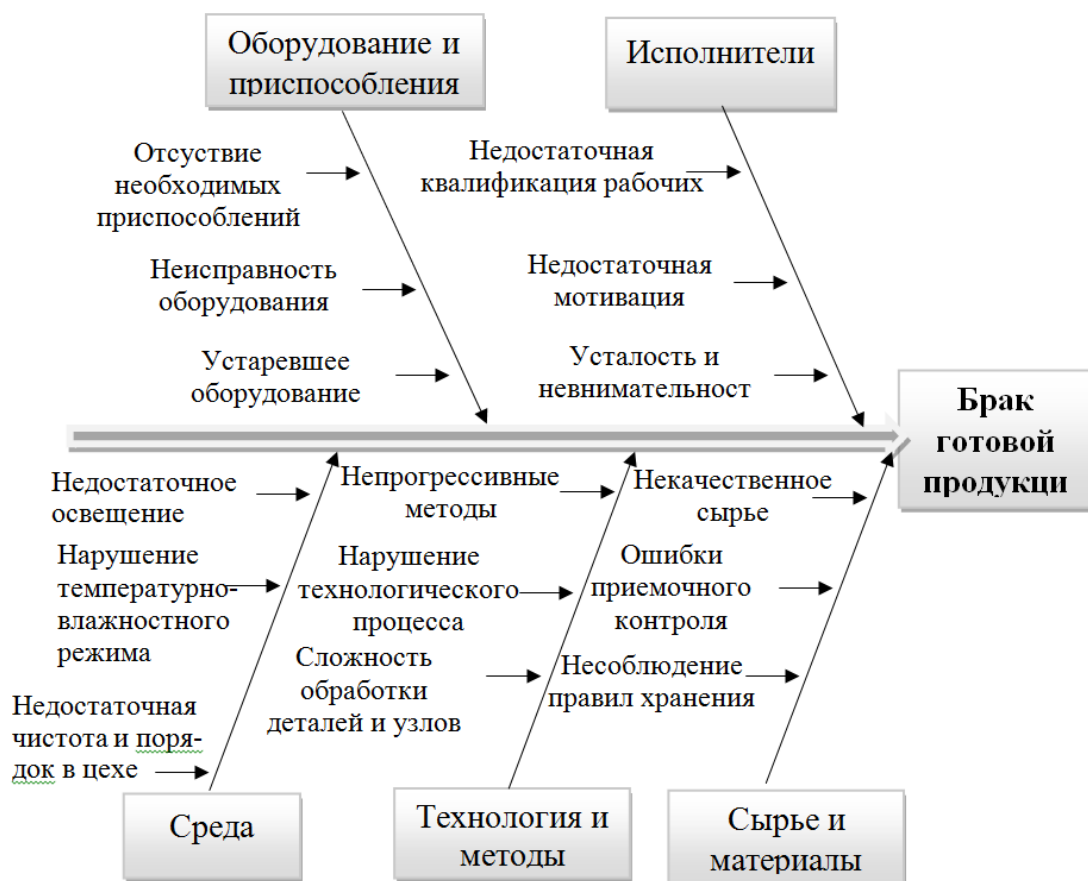 Оборудование и
приспособления
Исполнители
Отсуствие
необходимых
приспособлений
Недостаточная
квалификация рабочих
Неисправность
оборудования
Недостаточная
мотивация
Устаревшее
оборудование
Усталость и
невнимательност
Брак
готовой
продукци
Недостаточное
освещение
Непрогрессивные
методы
Некачественное
сырье
Нарушение
температурно-
влажностного
режима
Нарушение
технологического
процесса
Ошибки
приемочного
контроля
Недостаточная
чистота и поря-
док в цехе
Сложность
обработки
деталей и узлов
Несоблюдение
правил хранения
Среда
Технология и
методы
Сырье и
материалы